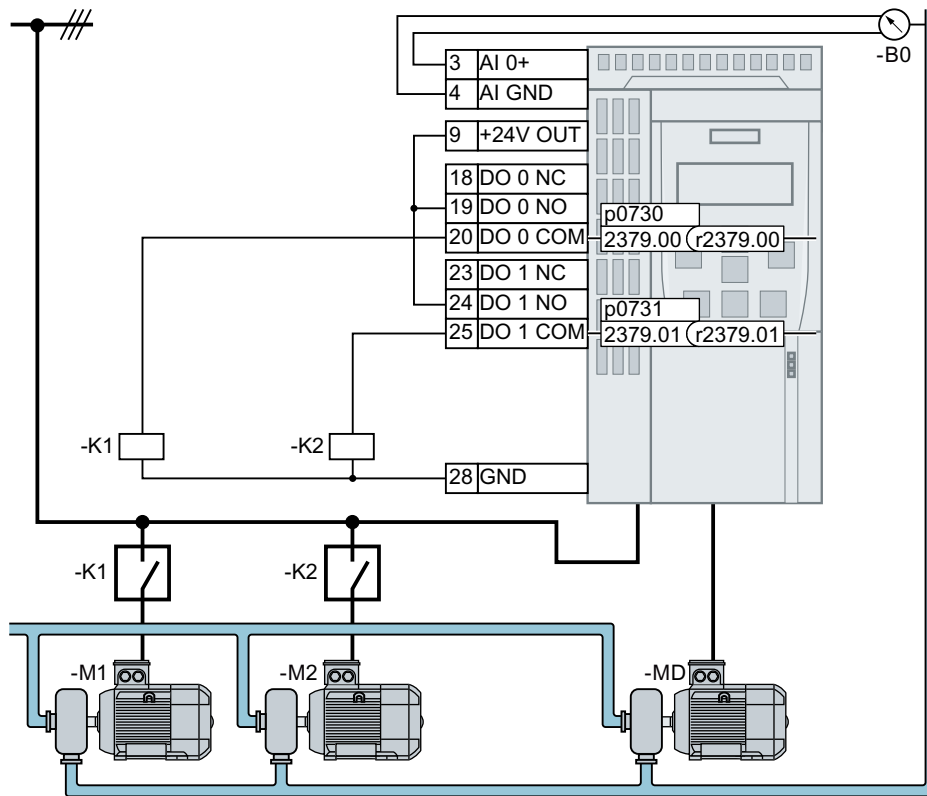 -B0
3 AI 0+
4 AI GND
9 +24V OUT
18 DO 0 NC
19 DO 0 NO
p0730
20 DO 0 COM 2379.00 r2379.00
23 DO 1 NC
24 DO 1 NO
p0731
25 DO 1 COM 2379.01 r2379.01
-K1 -K2
28 GND
-K1 -K2
-M1 -M2 -MD